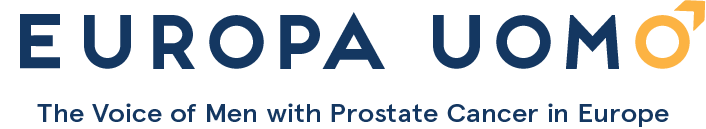 EUROPA UOMO
The Voice of Men with Prostate Cancer in Europe